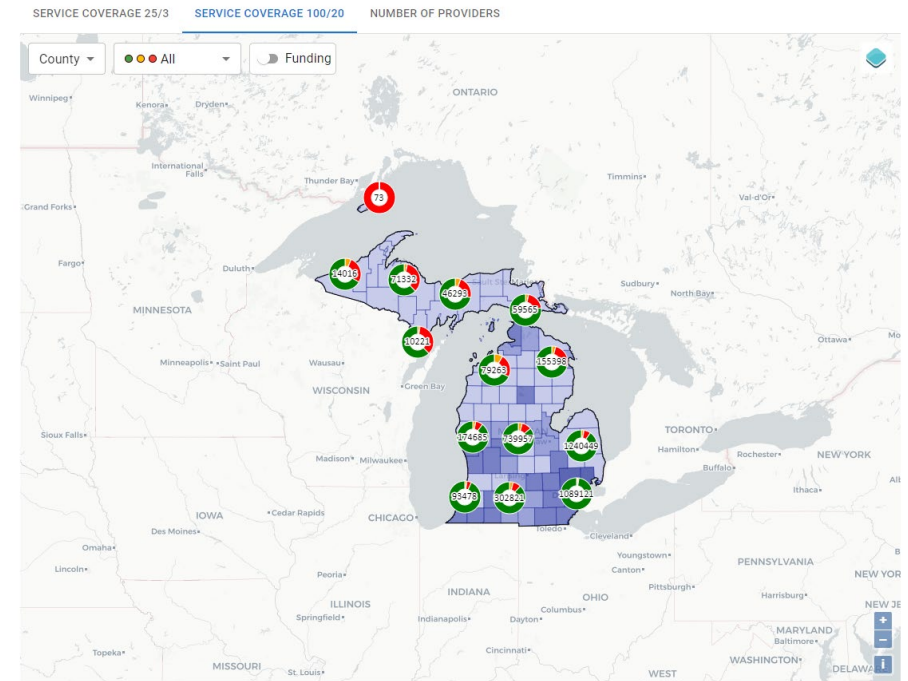 SERVICE COVERAGE 25/3 SERVICE COVERAGE 100/20 NUMBER OF PROVIDERS
County All Funding
ONTARIO
Winnipeg
Kenora Dryden
International Falls
Thunder Bay
Timmins
Val-d'Or
73
Grand Forks
Fargo
Duluth
14016
71332
46293
59565
Sudbury
North Bay
MINNESOTA
Ottawa
10221
Minneapolis Saint Paul
Wausau
79263
155398
WISCONSIN
Green Bay
Sioux Falls
174685
739957
1240449
TORONTO
Hamilton
Rochester
NEW YORK
Madison
Milwaukee
Buffalo
Ithaca
93478
302821
1089121
IOWA
Cedar Rapids
CHICAGO
Toledo
Cleveland
Des Moines
Omaha
Youngstown
Lincoln
Canton
PENNSYLVANIA
Peoria
Pittsburgh
Harrisburg
INDIANA
OHIO
ILLINOIS
Columbus
Springfield
Indianapolis
Dayton
MARYLAND
Baltimore
Cincinnati
Topeka
WASHINGTON
MISSOURI
St. Louis
WEST
+
−
i